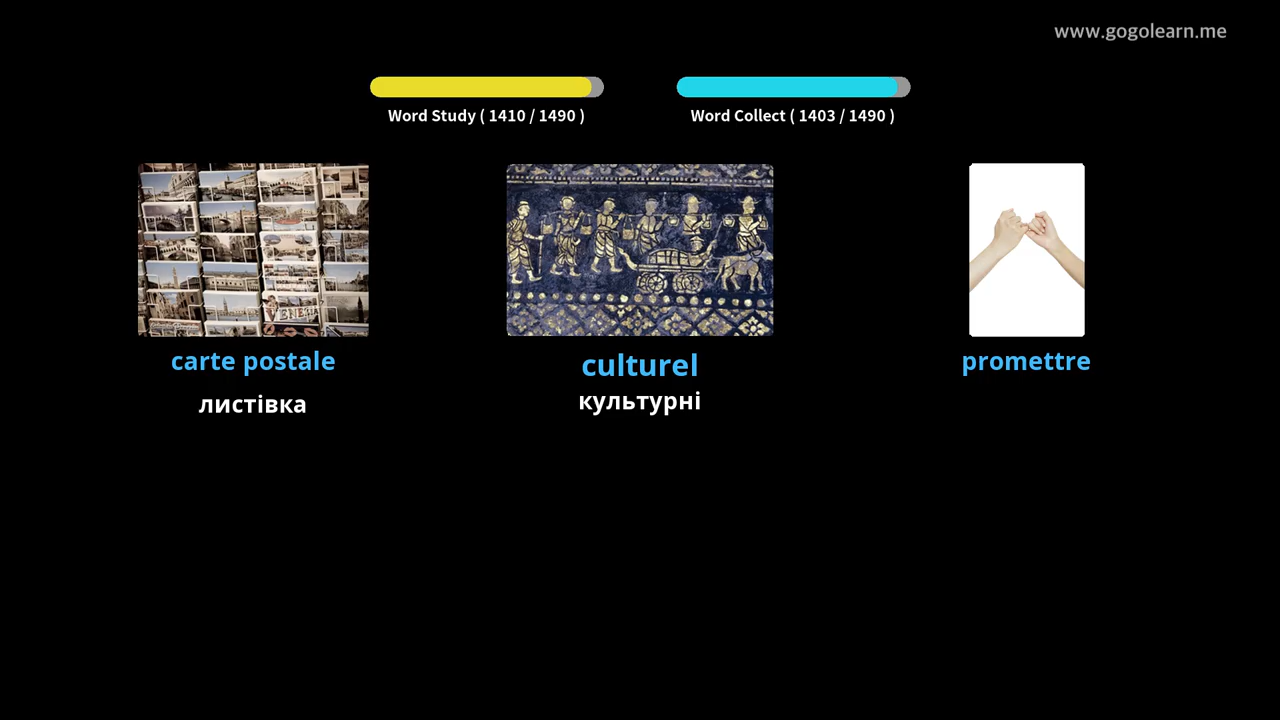 www.gogolearn.me
Word Study ( 1410 / 1490 )
Word Collect ( 1403 / 1490 )
carte postale
culturel
promettre
листівка
культурні